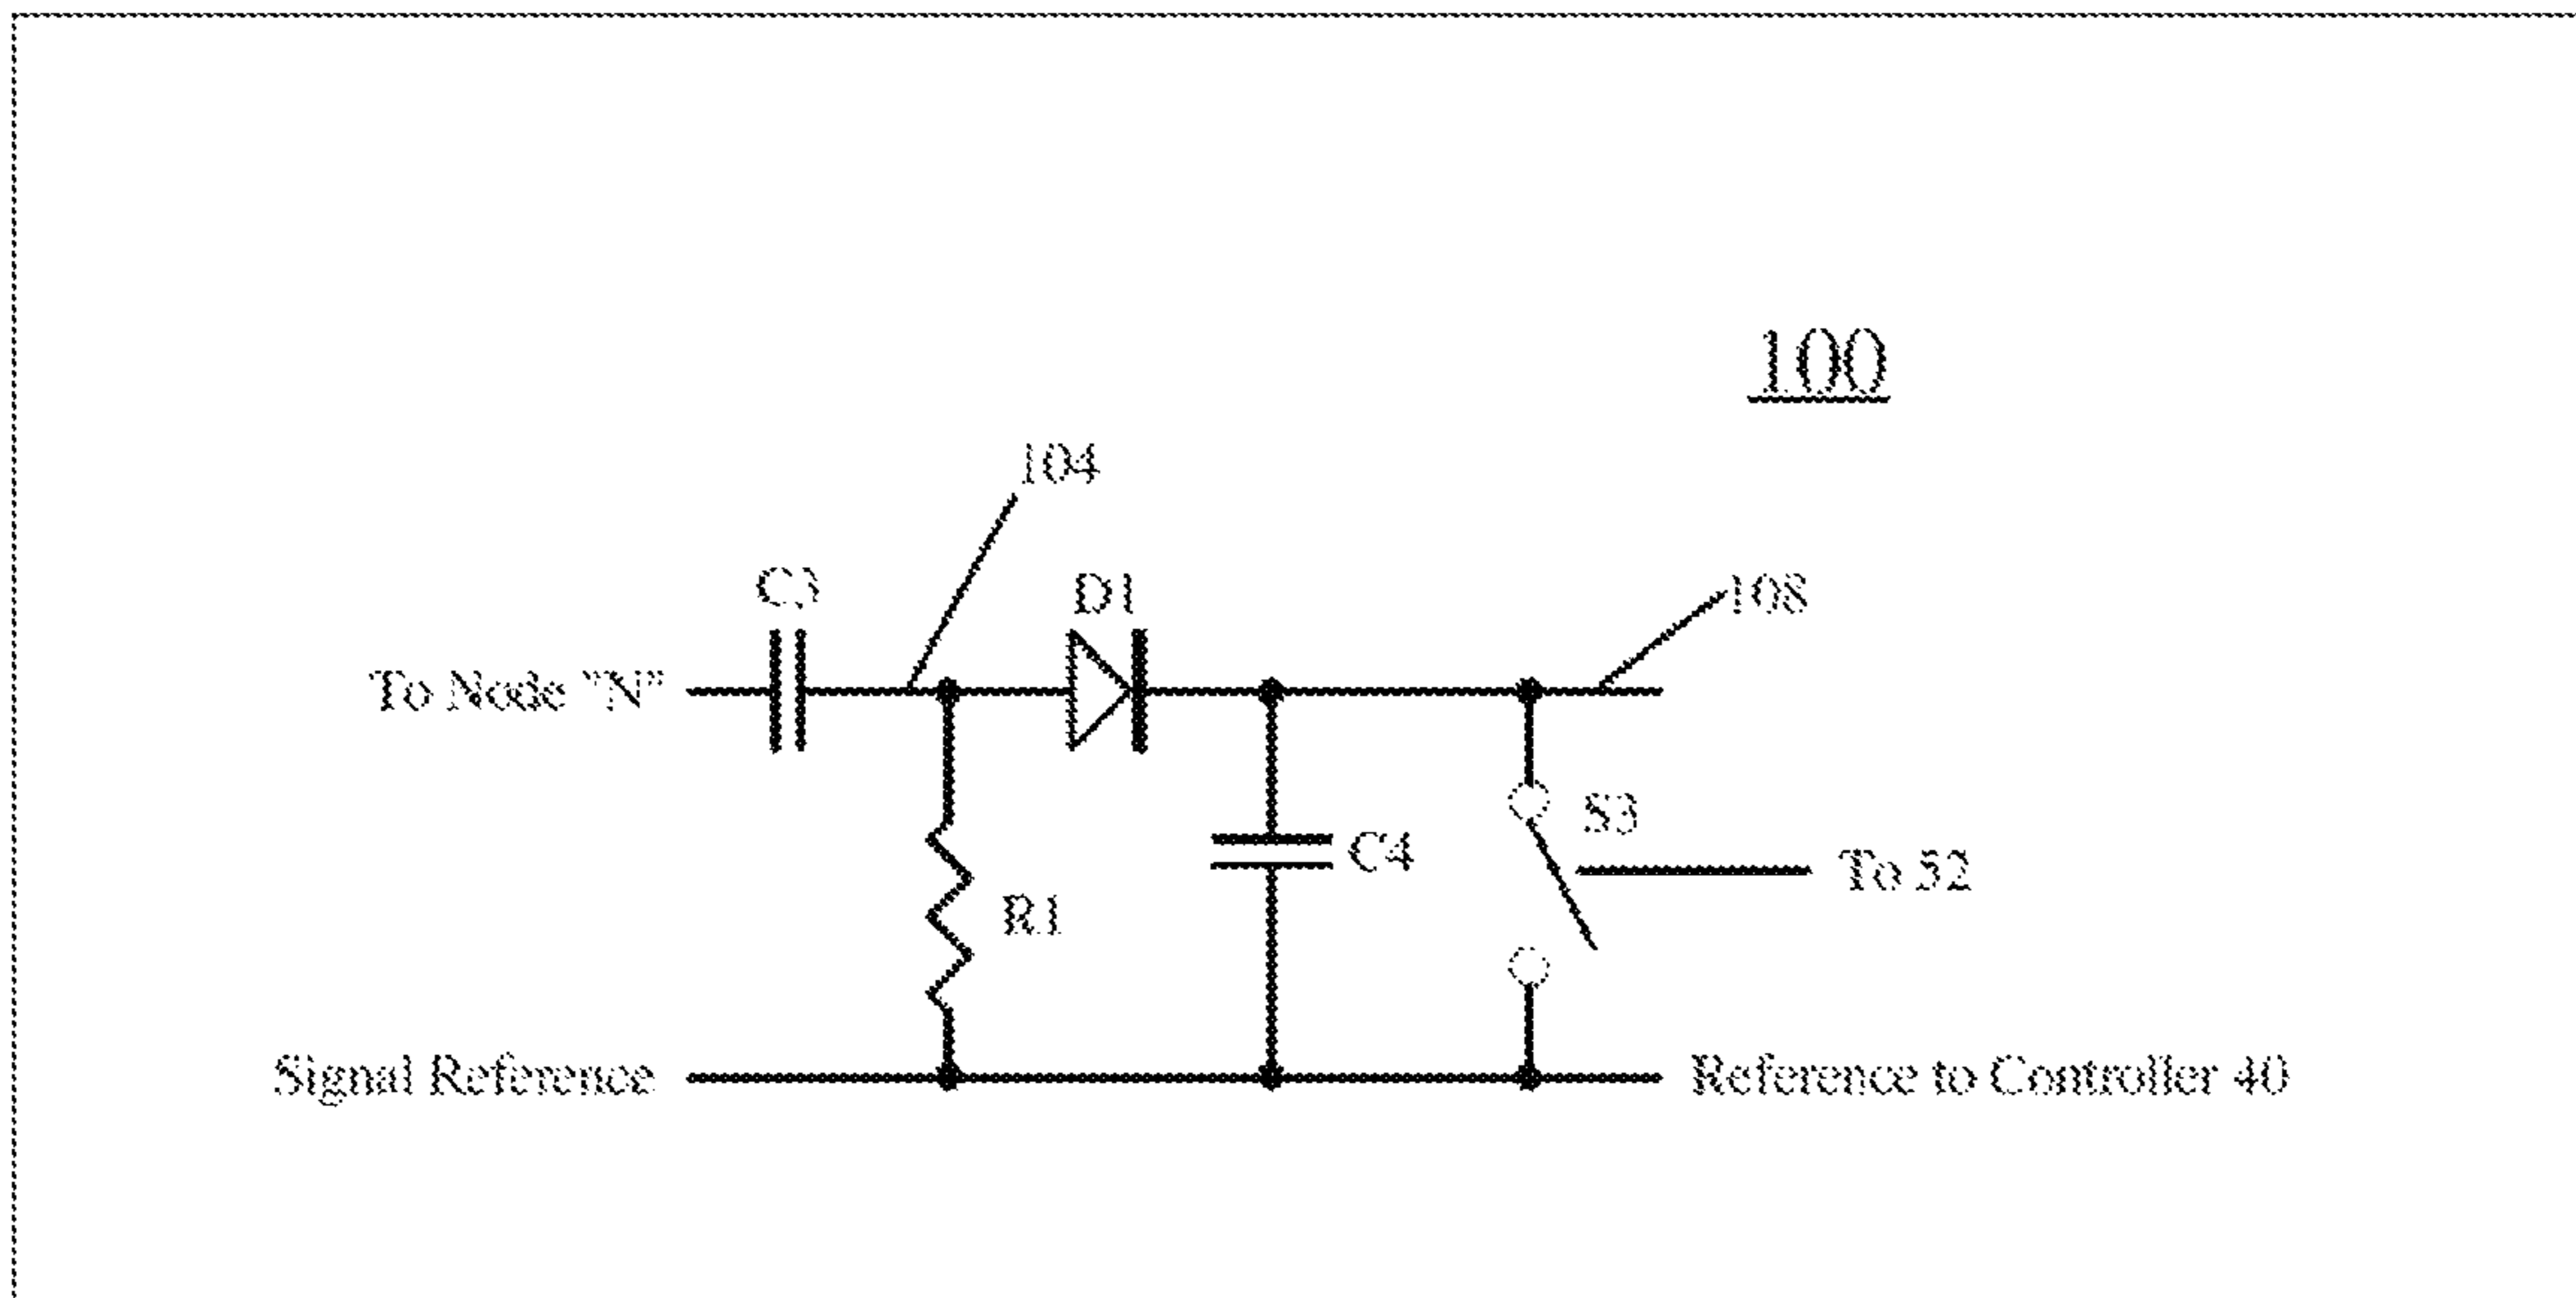 100
104
C3
D1
108
To Node "N"
S3
C4
To 52
R1
Signal Reference
Reference to Controller 40